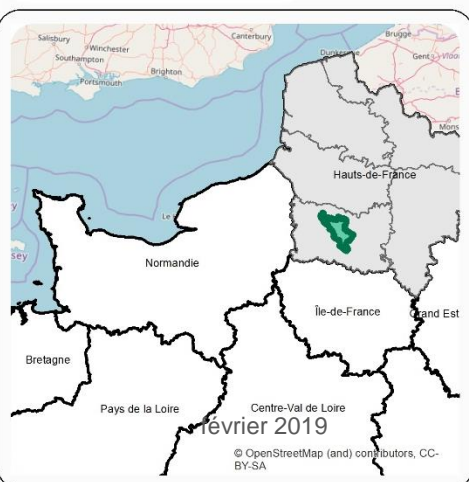 Salisbury
Winchester
Southampton
Portsmouth
Brighton
Canterbury
Dunkerque
Brugge
Gent
Mons
Hauts-de-France
Le
Normandie
sey
Île-de-France
Grand Est
Bretagne
Pays de la Loire
Centre-Val de Loire
février 2019
© OpenStreetMap (and) contributors, CC-
BY-SA